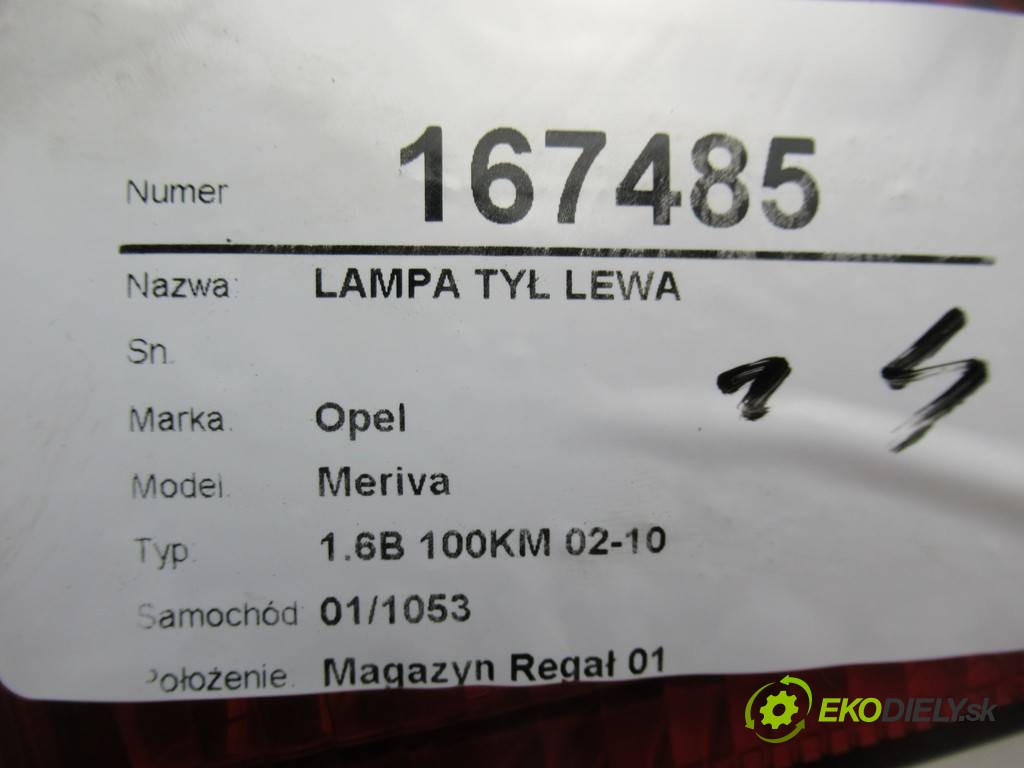 Numer 167485
Nazwa: LAMPA TYŁ LEWA
Sn.
Marka. Opel
Model. Meriva
Typ. 1.6B 100KM 02-10
Samochód 01/1053
Położenie. Magazyn Regał 01
EKODIELY.sk